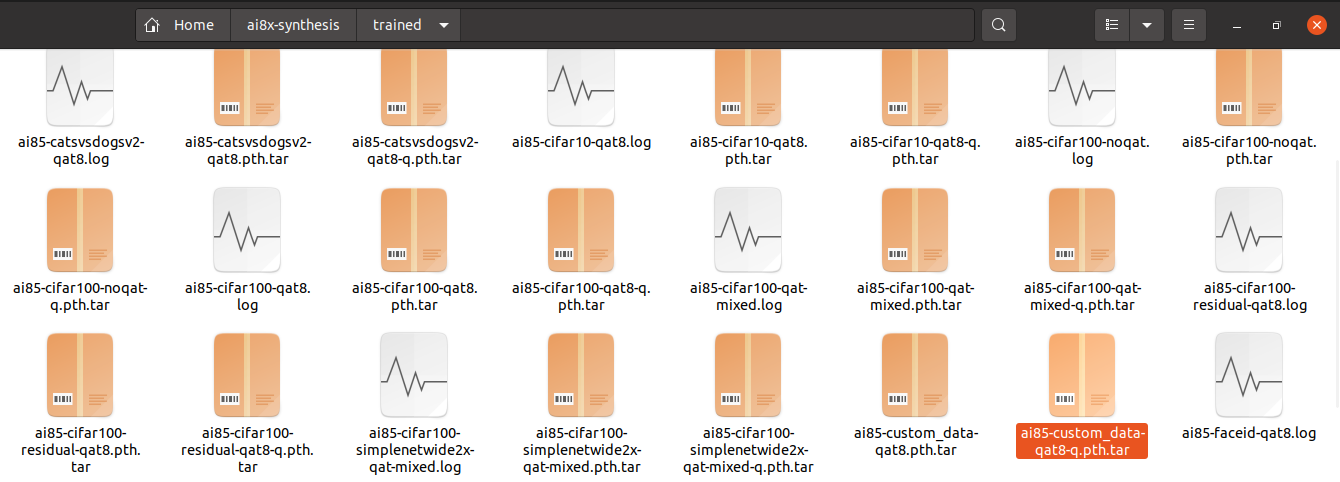 Home ai8x-synthesis trained
ai85-catsvsdogsv2-
qat8.log
ai85-catsvsdogsv2-
qat8.pth.tar
ai85-catsvsdogsv2-
qat8-q.pth.tar
ai85-cifar10-qat8.log
ai85-cifar10-qat8.
pth.tar
ai85-cifar10-qat8-q.
pth.tar
ai85-cifar100-noqat.
log
ai85-cifar100-noqat.
pth.tar
ai85-cifar100-noqat-
q.pth.tar
ai85-cifar100-qat8.
log
ai85-cifar100-qat8.
pth.tar
ai85-cifar100-qat8-q.
pth.tar
ai85-cifar100-qat-
mixed.log
ai85-cifar100-qat-
mixed.pth.tar
ai85-cifar100-qat-
mixed-q.pth.tar
ai85-cifar100-
residual-qat8.log
ai85-cifar100-
residual-qat8.pth.
tar
ai85-cifar100-
residual-qat8-q.pth.
tar
ai85-cifar100-
simplenetwide2x-
qat-mixed.log
ai85-cifar100-
simplenetwide2x-
qat-mixed.pth.tar
ai85-cifar100-
simplenetwide2x-
qat-mixed-q.pth.tar
ai85-custom_data-
qat8.pth.tar
ai85-custom_data-
qat8-q.pth.tar
ai85-faceid-qat8.log